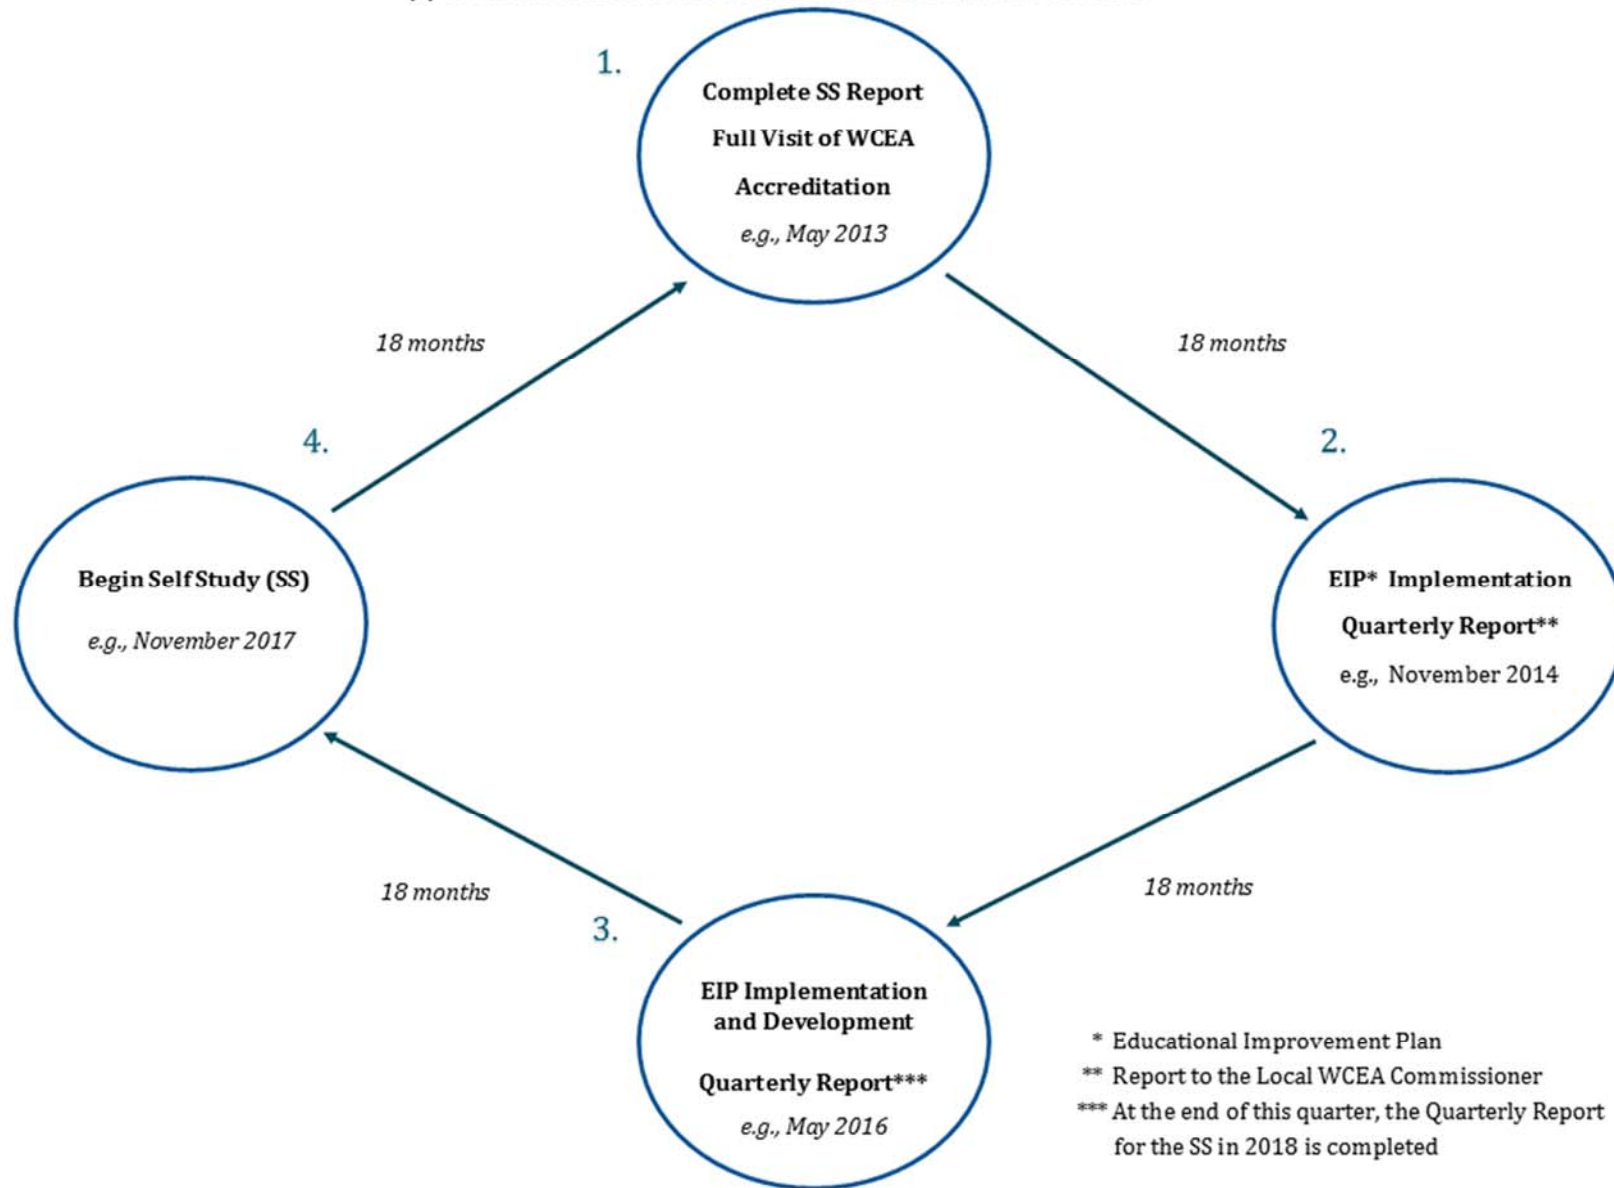 1.
Complete SS Report
Full Visit of WCEA
Accreditation
e.g., May 2013
18 months
18 months
4.
2.
Begin Self Study (SS)
e.g., November 2017
EIP* Implementation
Quarterly Report**
e.g., November 2014
18 months
18 months
3.
EIP Implementation
and Development
Quarterly Report***
e.g., May 2016
* Educational Improvement Plan
** Report to the Local WCEA Commissioner
*** At the end of this quarter, the Quarterly Report
for the SS in 2018 is completed